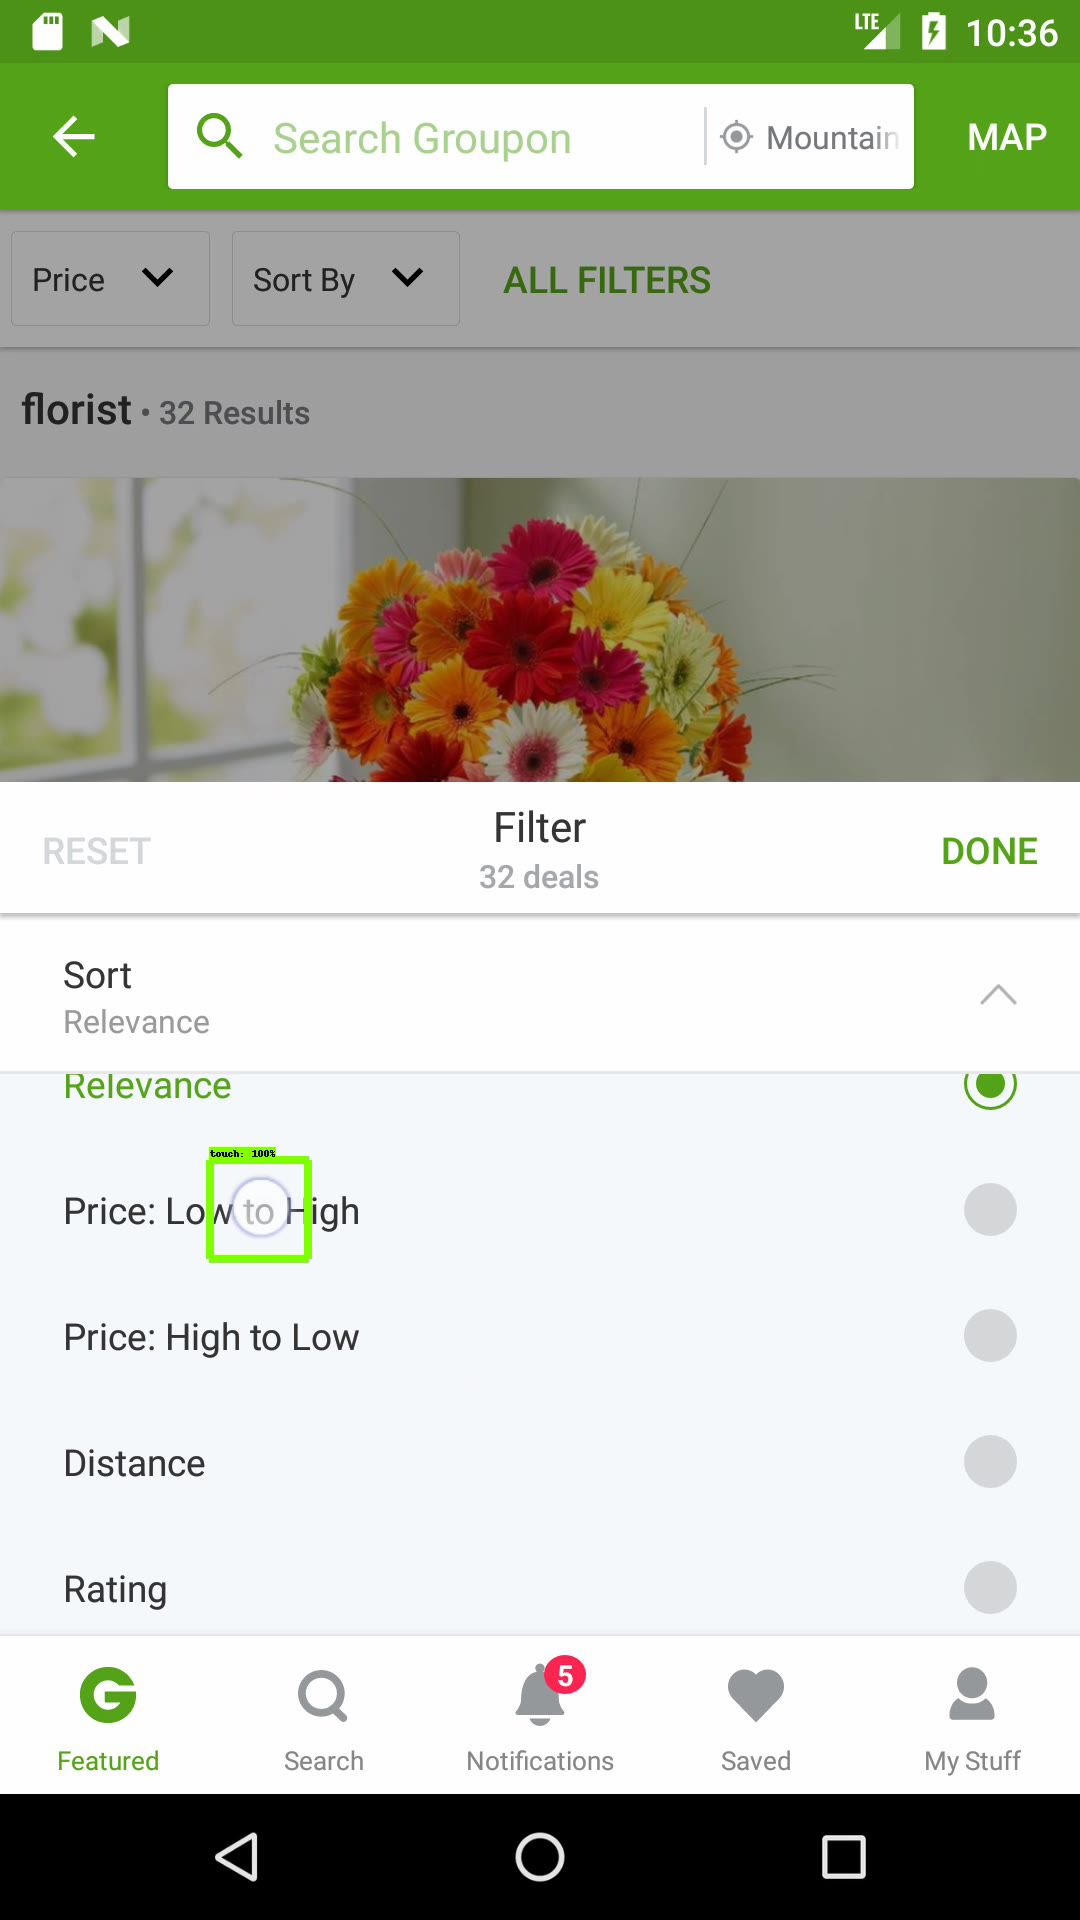 LTE 10:36
Search Groupon Mountain MAP
Price Sort By ALL FILTERS
florist • 32 Results
RESET Filter DONE
32 deals
Sort
Relevance
Relevance
touch: 100%
Price: Low to High
Price: High to Low
Distance
Rating
5
Featured Search Notifications Saved My Stuff